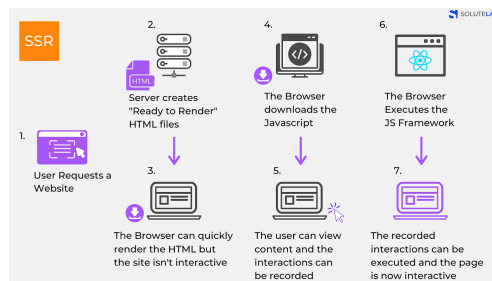 SSR
SOLUTELA
1.
User Requests a
Website
2.
HTML
Server creates
"Ready to Render"
HTML files
3.
The Browser can quickly
render the HTML but
the site isn't interactive
4.
</>
The Browser
downloads the
Javascript
5.
The user can view
content and the
interactions can
be recorded
6.
The Browser
Executes the
JS Framework
7.
The recorded
interactions can be
executed and the page
is now interactive